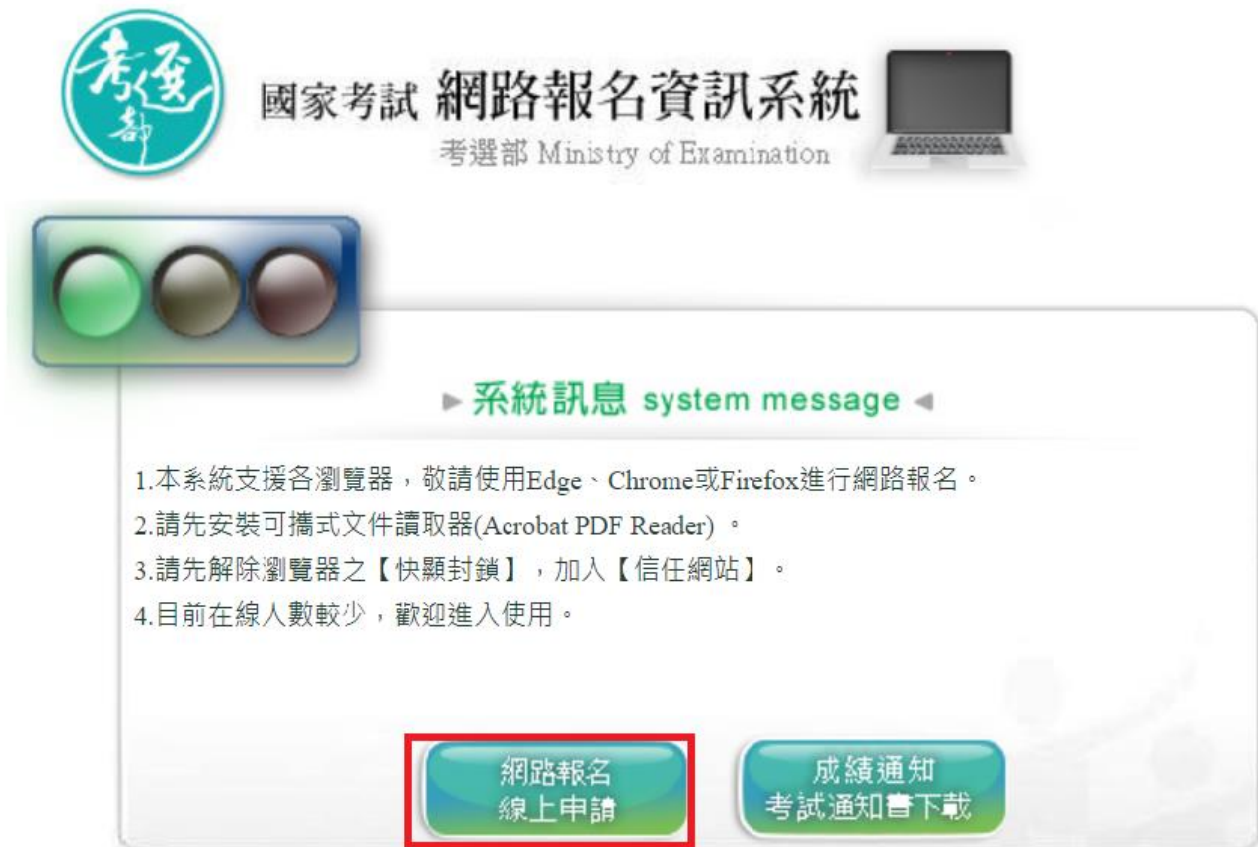 考選部
國家考試 網路報名資訊系統
考選部 Ministry of Examination
系統訊息 system message
1.本系統支援各瀏覽器，敬請使用Edge、Chrome或Firefox進行網路報名。
2.請先安裝可攜式文件讀取器(Acrobat PDF Reader) 。
3.請先解除瀏覽器之【快顯封鎖】，加入【信任網站】。
4.目前在線人數較少，歡迎進入使用。
網路報名
線上申請
成績通知
考試通知書下載